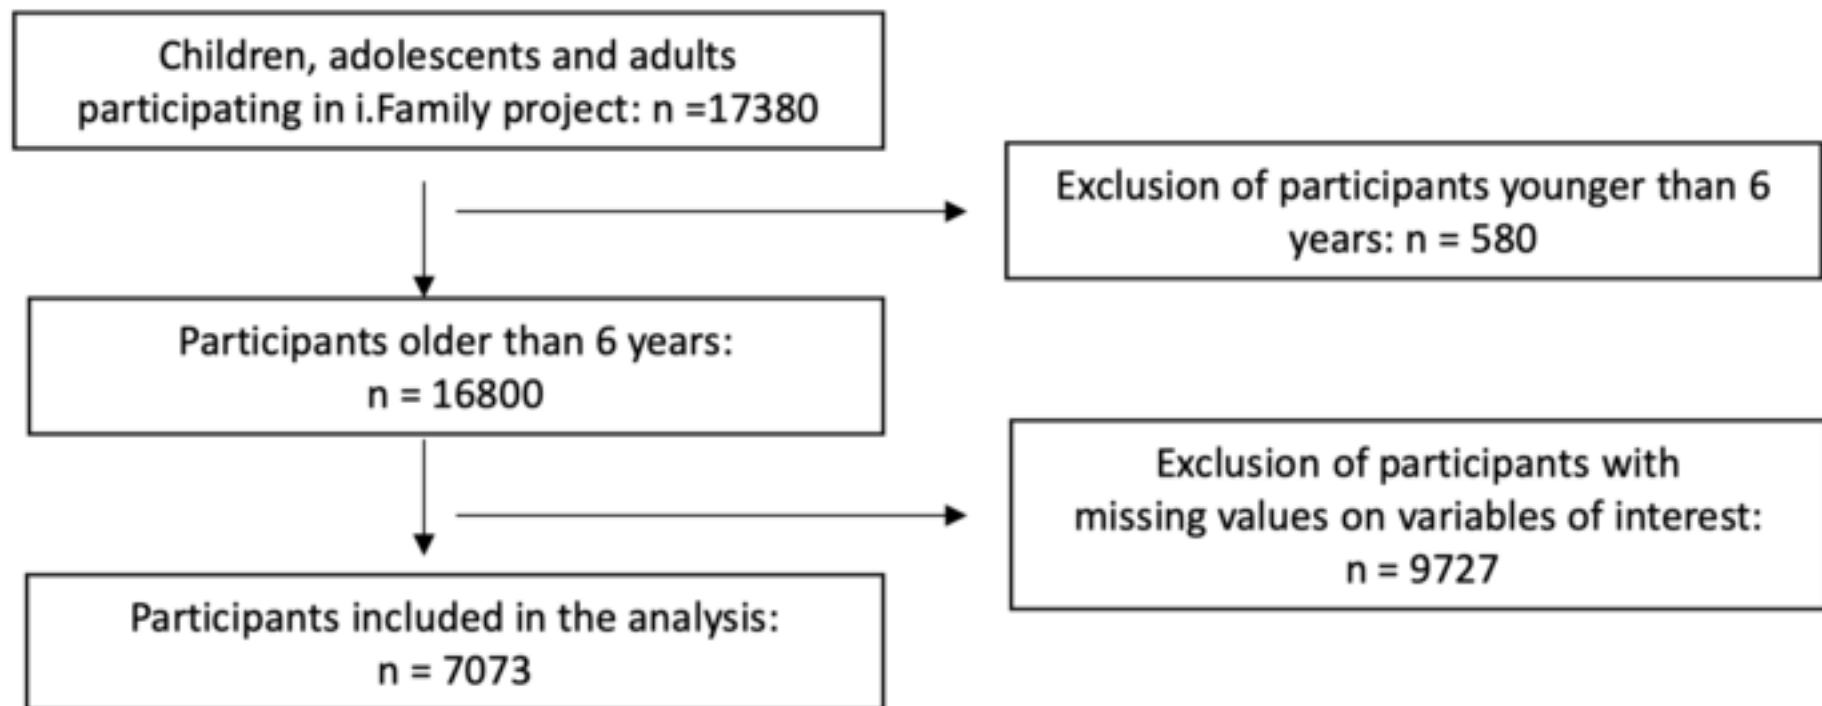 Children, adolescents and adults
participating in i.Family project: n =17380
Exclusion of participants younger than 6
years: n = 580
Participants older than 6 years:
n = 16800
Exclusion of participants with
missing values on variables of interest:
n = 9727
Participants included in the analysis:
n = 7073